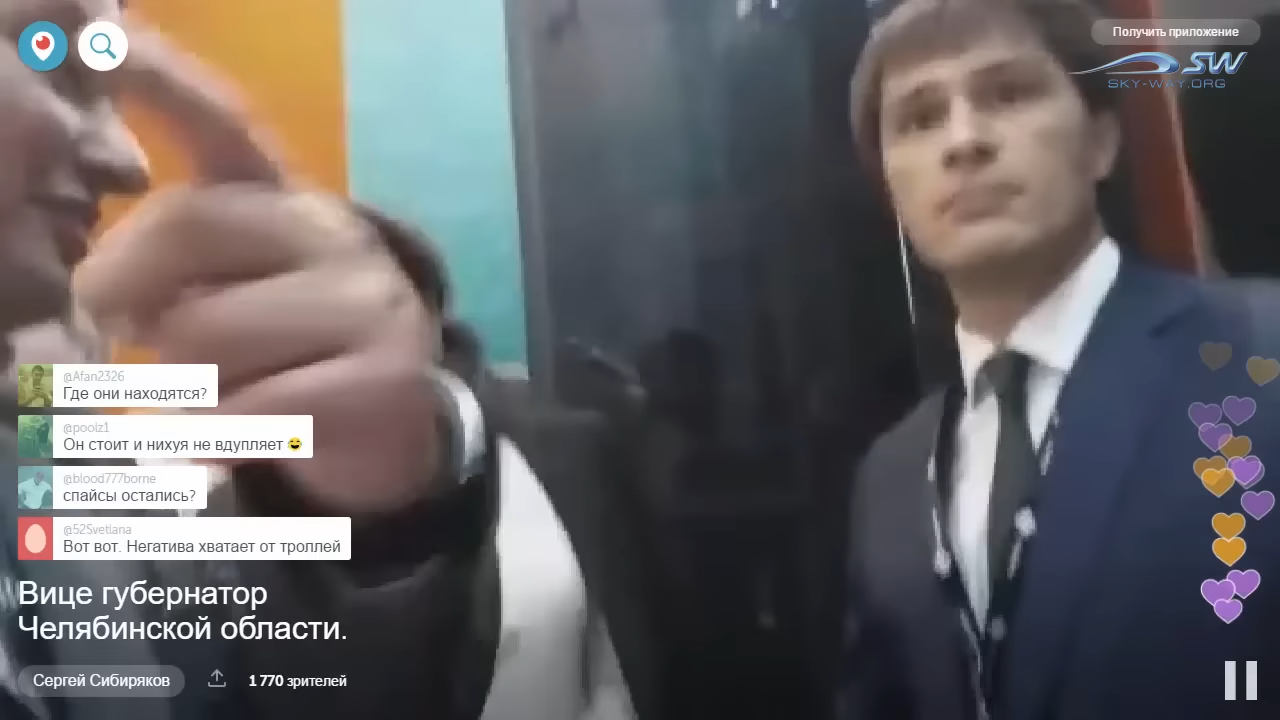 Получить приложение
SW
SKY-WAY.ORG
@Afan2326
Где они находятся?
@poolz1
Он стоит и нихуя не вдупляет 😂
@blood777borne
спайсы остались?
@52Svetlana
Вот вот. Негатива хватает от троллей
Вице губернатор
Челябинской области.
Сергей Сибиряков
1 770 зрителей